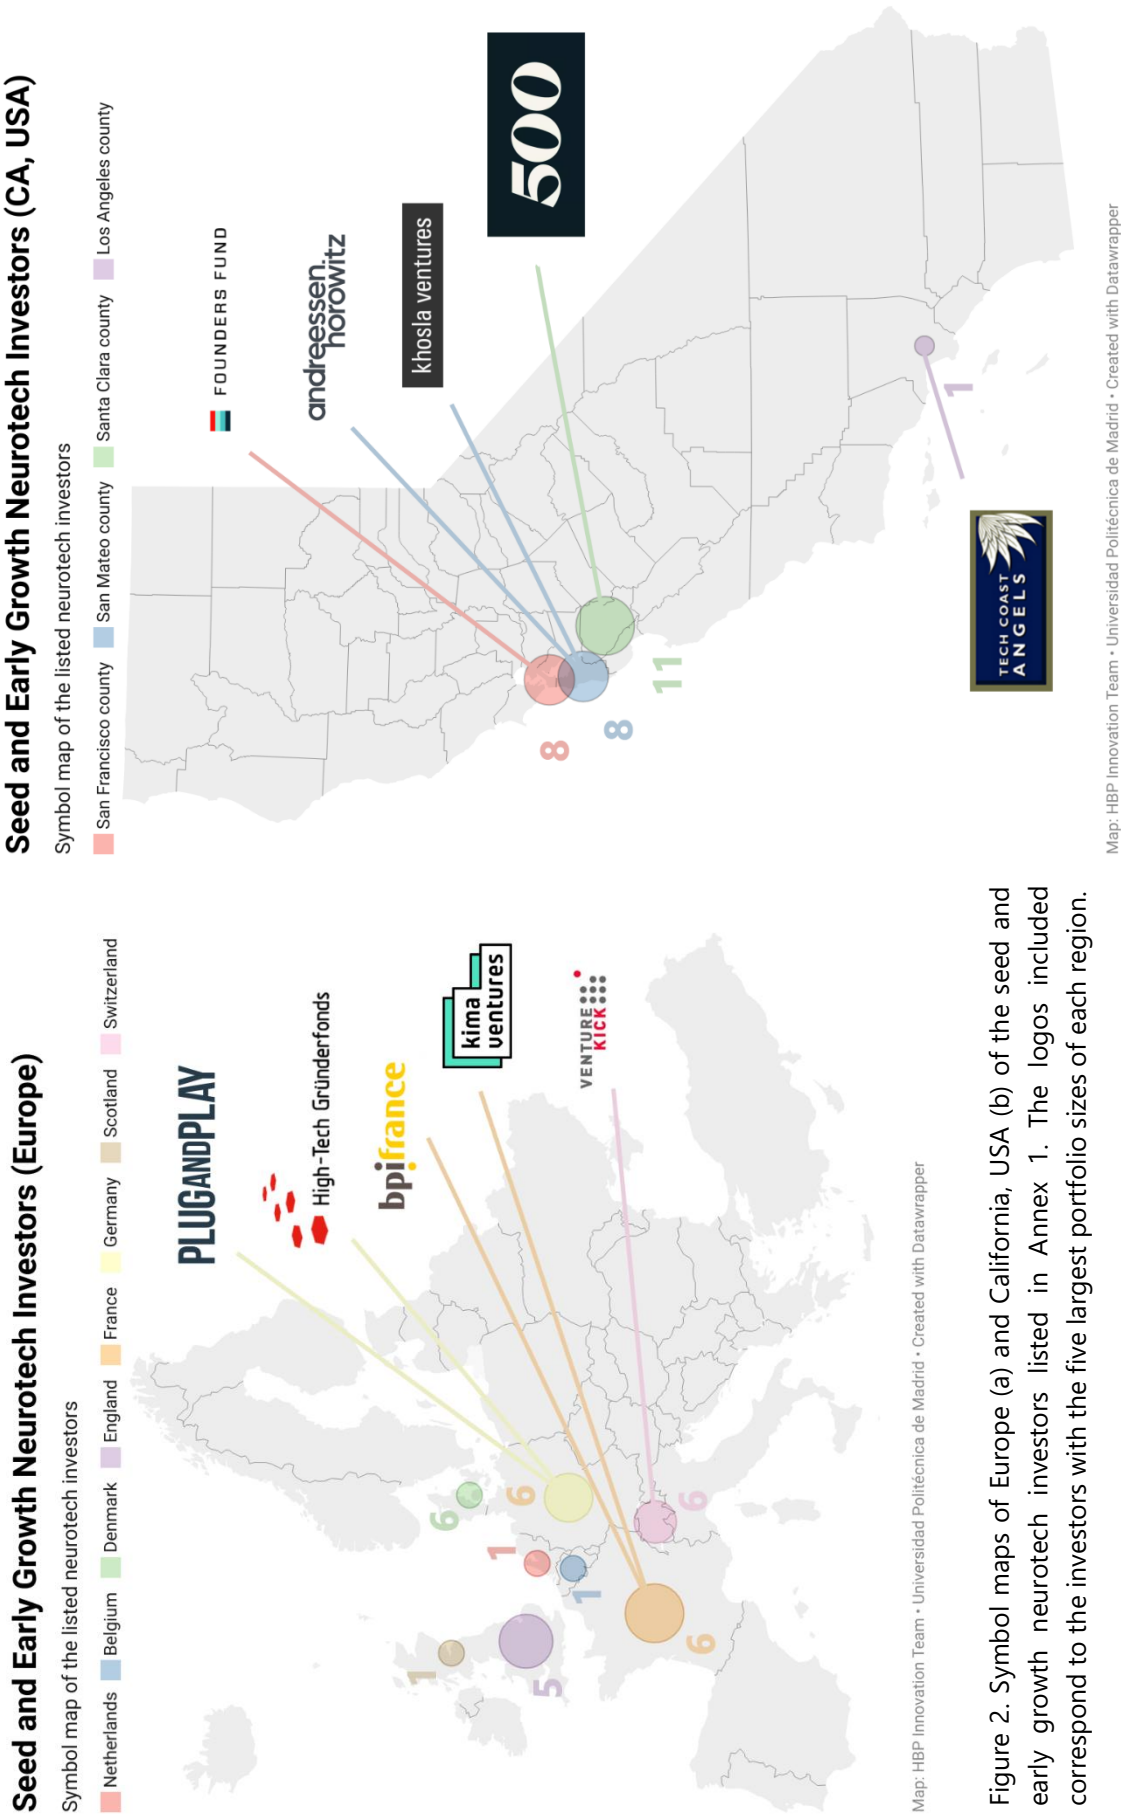 Seed and Early Growth Neurotech Investors (Europe)
Symbol map of the listed neurotech investors
Netherlands Belgium Denmark England France Germany Scotland Switzerland
PLUGANDPLAY
High-Tech Gründerfonds
bpifrance
kima
ventures
VENTURE
KICK
1
5
1
1
6
6
6
6
Map: HBP Innovation Team • Universidad Politécnica de Madrid • Created with Datawrapper
Seed and Early Growth Neurotech Investors (CA, USA)
Symbol map of the listed neurotech investors
San Francisco county San Mateo county Santa Clara county Los Angeles county
FOUNDERS FUND
andreessen.
horowitz
khosla ventures
500
8
8
11
1
TECH COAST
ANGELS
Map: HBP Innovation Team • Universidad Politécnica de Madrid • Created with Datawrapper
Figure 2. Symbol maps of Europe (a) and California, USA (b) of the seed and
early growth neurotech investors listed in Annex 1. The logos included
correspond to the investors with the five largest portfolio sizes of each region.